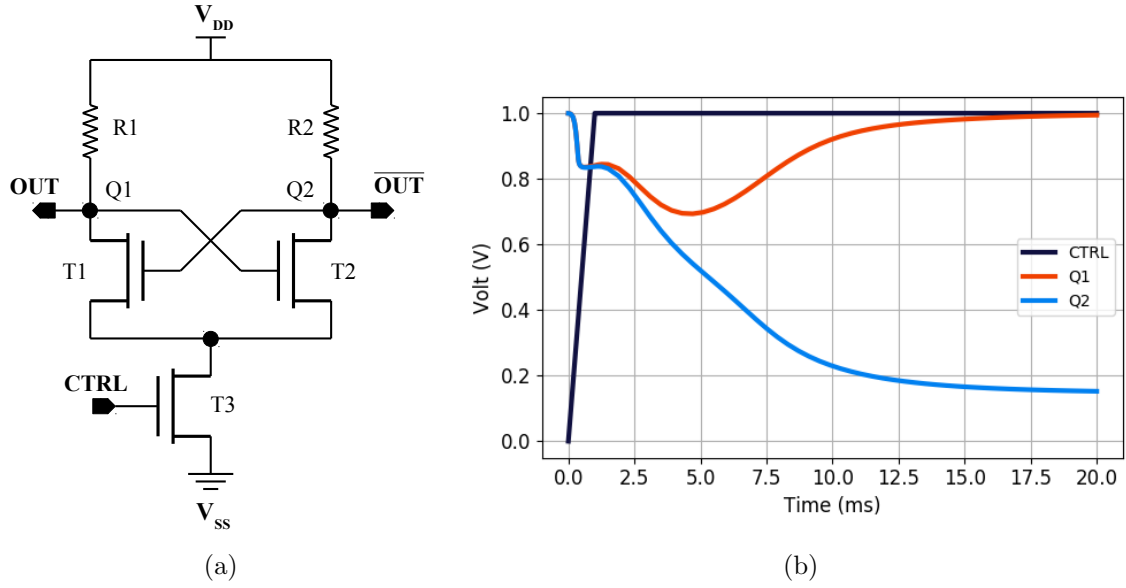 V_DD
R1
R2
OUT
Q1
Q2
OUT
T1
T2
CTRL
T3
V_SS
(a)
1.0
0.8
0.6
0.4
0.2
0.0
Volt (V)
CTRL
Q1
Q2
0.0 2.5 5.0 7.5 10.0 12.5 15.0 17.5 20.0
Time (ms)
(b)